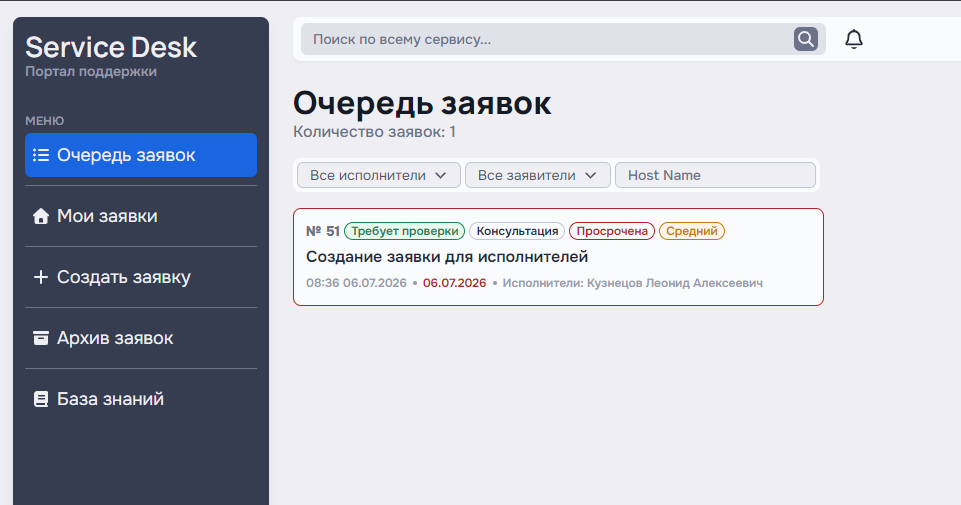 Service Desk
Портал поддержки
МЕНЮ
Очередь заявок
Мои заявки
Создать заявку
Архив заявок
База знаний
Поиск по всему сервису...
Очередь заявок
Количество заявок: 1
Все исполнители Все заявители Host Name
№ 51 Требует проверки Консультация Просрочена Средний
Создание заявки для исполнителей
08:36 06.07.2026 • 06.07.2026 • Исполнители: Кузнецов Леонид Алексеевич